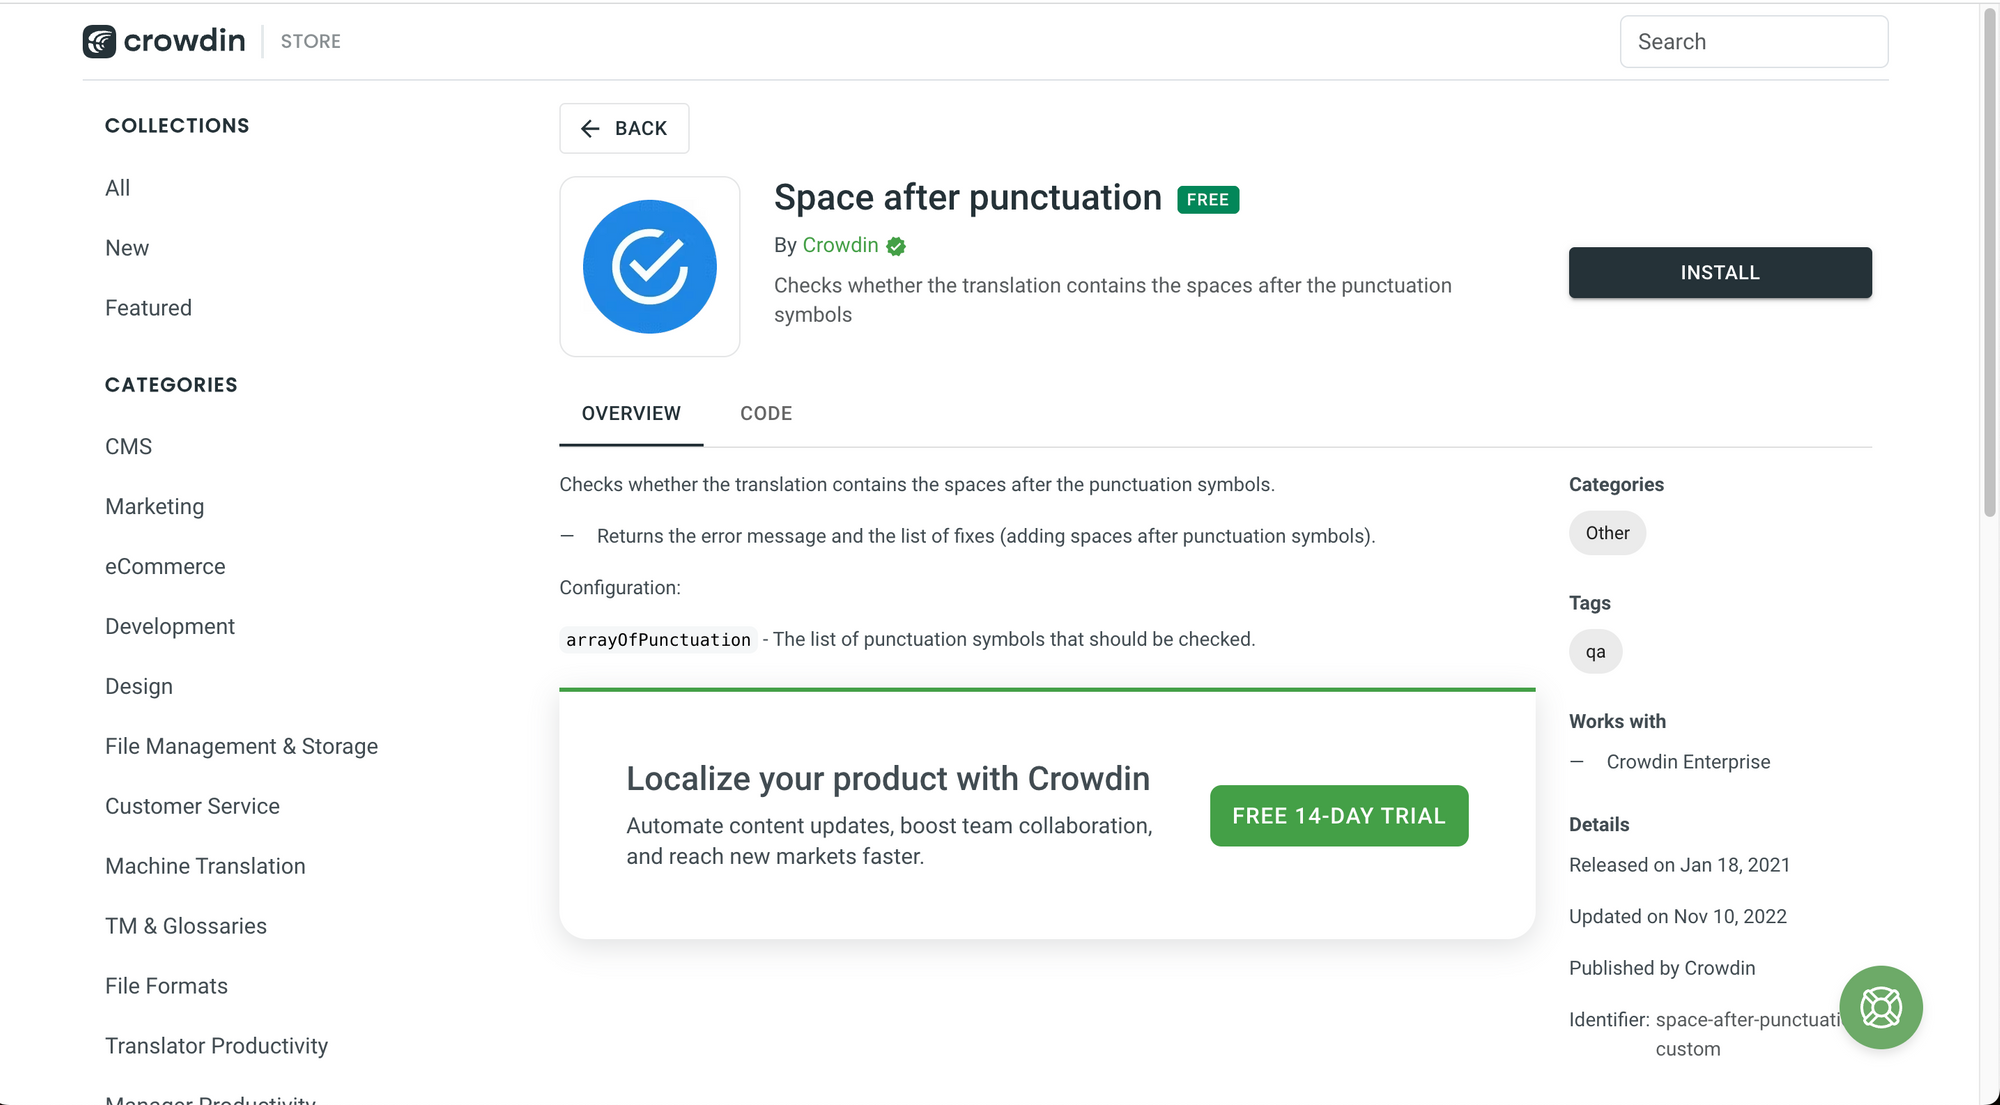 crowdin
STORE
Search
COLLECTIONS
All
New
Featured
CATEGORIES
CMS
Marketing
eCommerce
Development
Design
File Management & Storage
Customer Service
Machine Translation
TM & Glossaries
File Formats
Translator Productivity
Manager Productivity
BACK
Space after punctuation
FREE
By Crowdin
Checks whether the translation contains the spaces after the punctuation
symbols
INSTALL
OVERVIEW
CODE
Checks whether the translation contains the spaces after the punctuation symbols.
— Returns the error message and the list of fixes (adding spaces after punctuation symbols).
Configuration:
arrayOfPunctuation - The list of punctuation symbols that should be checked.
Localize your product with Crowdin
Automate content updates, boost team collaboration,
and reach new markets faster.
FREE 14-DAY TRIAL
Categories
Other
Tags
qa
Works with
— Crowdin Enterprise
Details
Released on Jan 18, 2021
Updated on Nov 10, 2022
Published by Crowdin
Identifier: space-after-punctuati
custom